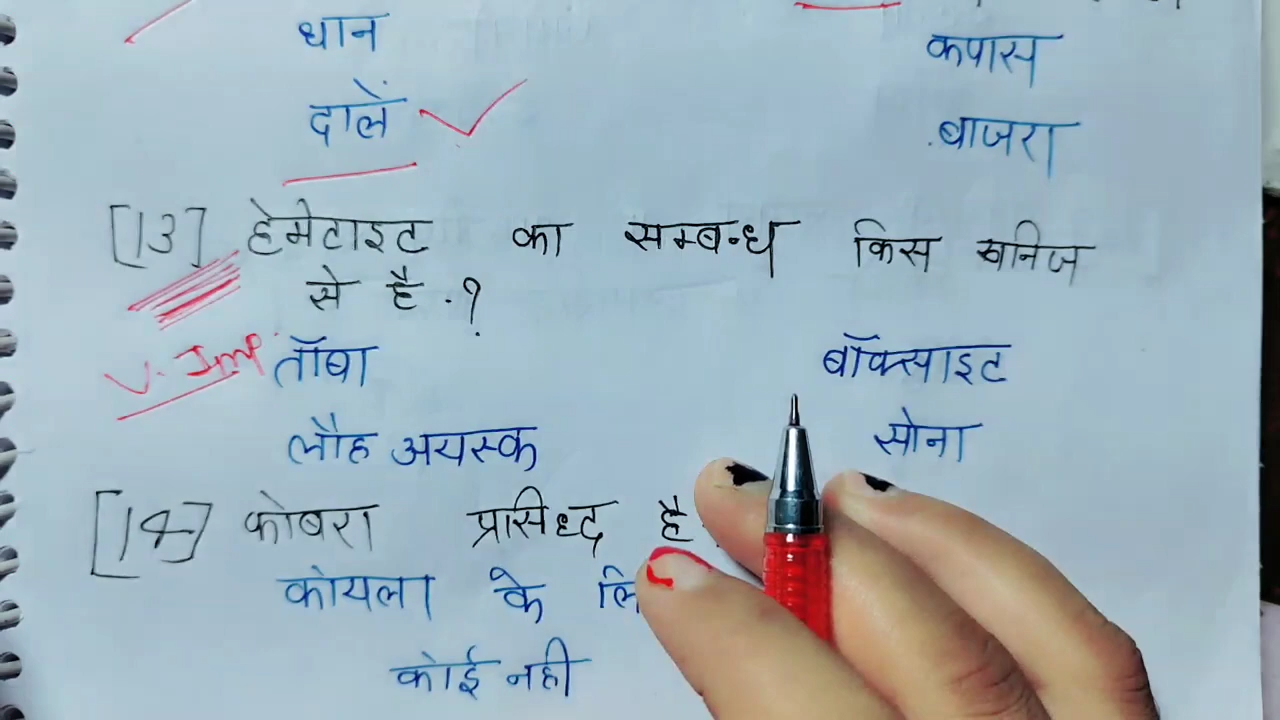 धान
कपास
दालें
बाजरा
[13] हेमेटाइट का सम्बन्ध किस खनिज
से है.?
V. Imp. ताँबा
बॉक्साइट
लौह अयस्क
सोना
[14] कोबरा प्रसिध्द है
कोयला के लि
कोई नही